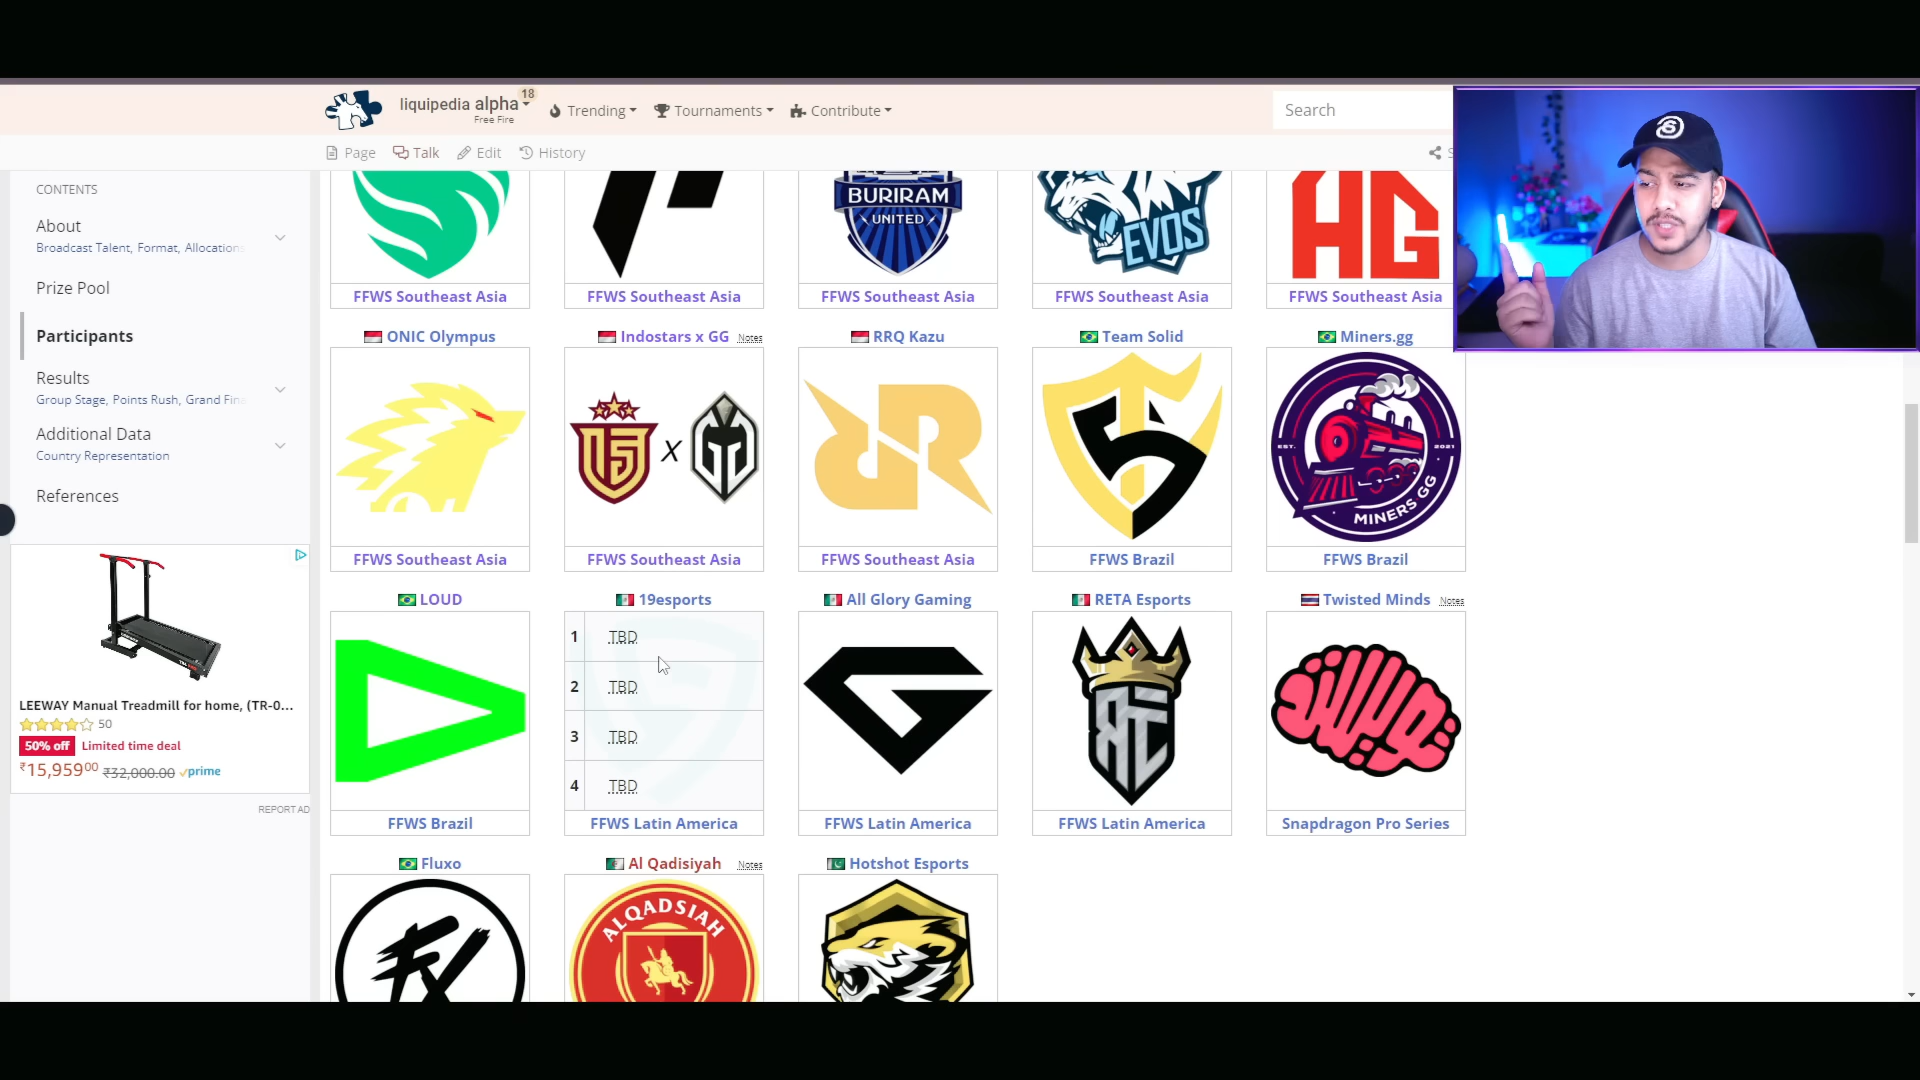 liquipedia alpha
18
Free Fire
Trending
Tournaments
Contribute
Search
Page
Talk
Edit
History
S
CONTENTS
About
Broadcast Talent, Format, Allocations
Prize Pool
Participants
Results
Group Stage, Points Rush, Grand Fina
Additional Data
Country Representation
References
LEEWAY Manual Treadmill for home, (TR-0...
50
50% off Limited time deal
₹15,959.00 ₹32,000.00 prime
REPORT AD
BURIRAM
UNITED
EVOS
HG
FFWS Southeast Asia
FFWS Southeast Asia
FFWS Southeast Asia
FFWS Southeast Asia
FFWS Southeast Asia
ONIC Olympus
Indostars x GG Notes
RRQ Kazu
Team Solid
Miners.gg
X
EST.
2021
MINERS GG
FFWS Southeast Asia
FFWS Southeast Asia
FFWS Southeast Asia
FFWS Brazil
FFWS Brazil
LOUD
19esports
All Glory Gaming
RETA Esports
Twisted Minds Notes
1 TBD
2 TBD
3 TBD
4 TBD
FFWS Brazil
FFWS Latin America
FFWS Latin America
FFWS Latin America
Snapdragon Pro Series
Fluxo
Al Qadisiyah Notes
Hotshot Esports
FX
ALQADSIAH